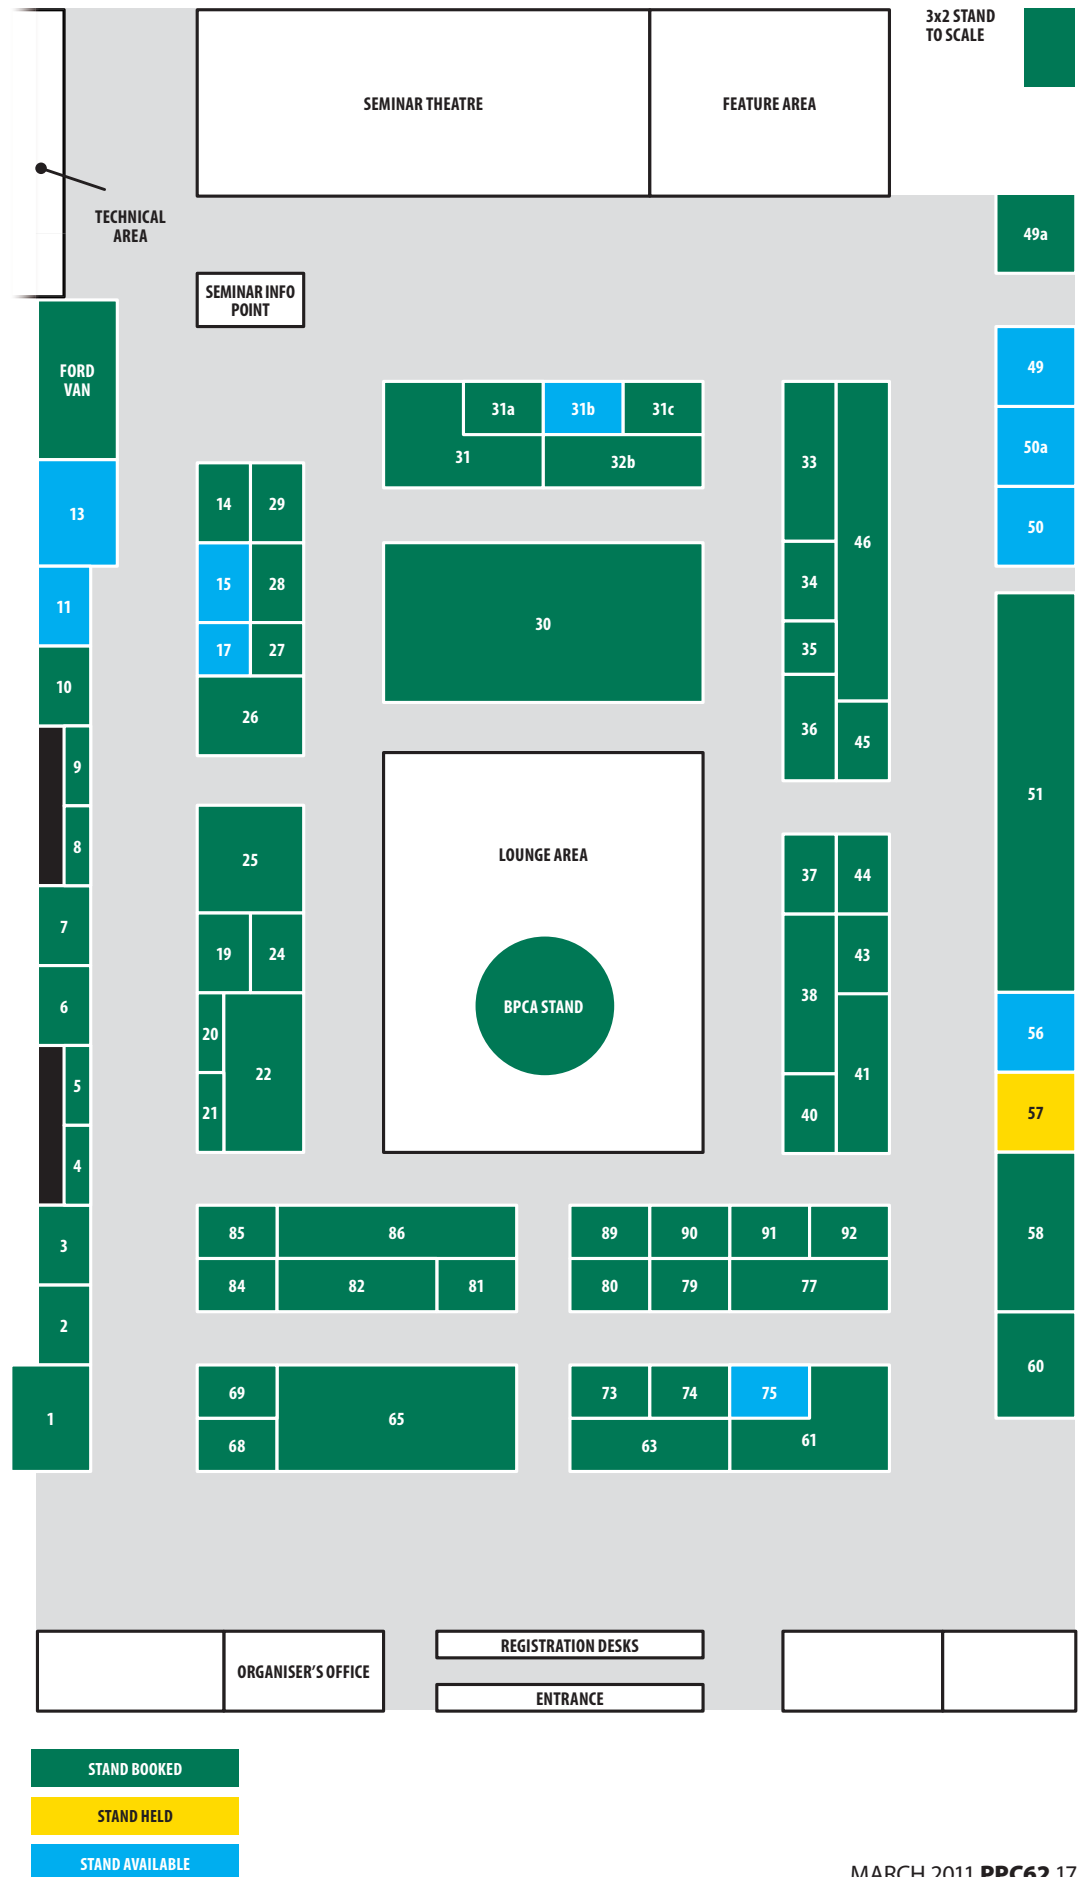 3x2 STAND
TO SCALE
SEMINAR THEATRE
FEATURE AREA
TECHNICAL
AREA
49a
SEMINAR INFO
POINT
FORD
VAN
49
31a
31b
31c
50a
31
32b
33
14
29
13
50
46
15
28
34
11
30
17
27
35
10
26
36
45
9
51
8
25
LOUNGE AREA
37
44
7
19
24
43
38
6
20
BPCA STAND
56
22
41
5
21
40
57
4
3
85
86
89
90
91
92
58
84
82
81
80
79
77
2
60
69
73
74
75
1
65
68
63
61
REGISTRATION DESKS
ORGANISER'S OFFICE
ENTRANCE
STAND BOOKED
STAND HELD
STAND AVAILABLE
MARCH 2011 PPC62 17